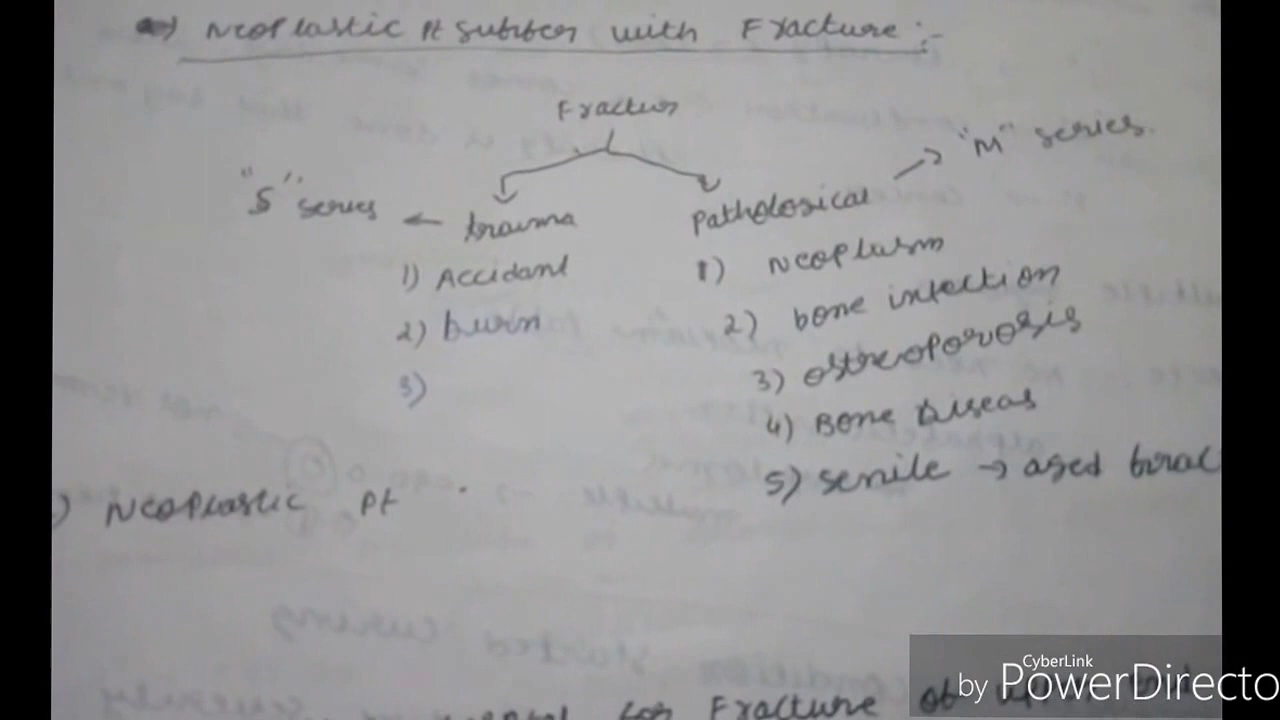 ⇒) Neoplastic Pt suffer with Fracture :-
Fracture
"S" series ← trauma
Pathological → "M" series
1) Accidant
2) burn
3)
1) Neoplasm
2) bone infection
3) osteoporosis
4) Bone diseas
5) senile → aged
) Neoplastic Pt
for Fracture of
CyberLink
by PowerDirecto